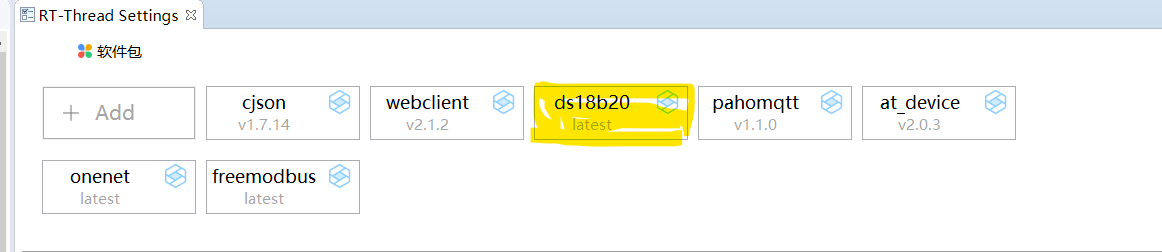 RT-Thread Settings
软件包
Add
cjson
v1.7.14
webclient
v2.1.2
ds18b20
latest
pahomqtt
v1.1.0
at_device
v2.0.3
onenet
latest
freemodbus
latest